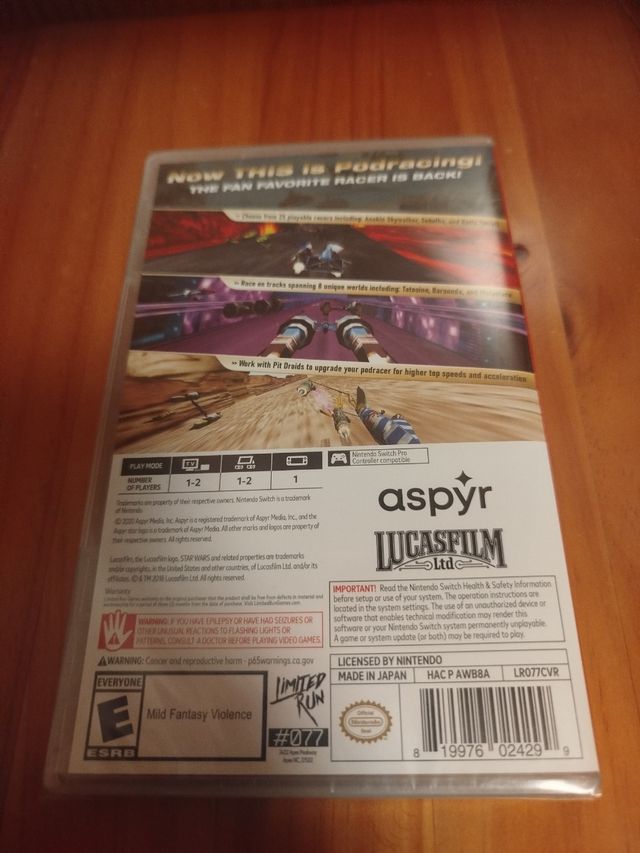 Now THIS is Podracing!
THE FAN FAVORITE RACER IS BACK!
Choose from 25 playable racers including: Anakin Skywalker, Sebulba, and
Race on tracks spanning 8 unique worlds including: Tatooine, Baroonda, and
Work with Pit Droids to upgrade your podracer for higher top speeds and acceleration
PLAY MODE TV
NUMBER OF PLAYERS 1-2 1-2 1
Nintendo Switch Pro
Controller compatible
Trademarks are property of their respective owners. Nintendo Switch is a trademark
of Nintendo.
© 2020 Aspyr Media, Inc. Aspyr is a registered trademark of Aspyr Media, Inc., and the
Aspyr star logo is a trademark of Aspyr Media. All other marks and logos are property of
their respective owners. All rights reserved.
Lucasfilm, the Lucasfilm logo, STAR WARS and related properties are trademarks
and/or copyrights, in the United States and other countries, of Lucasfilm Ltd. and/or its
affiliates. © & TM 2018 Lucasfilm Ltd. All rights reserved.
Warranty
aspyr
LUCASFILM
Ltd
WARNING: IF YOU HAVE EPILEPSY OR HAVE HAD SEIZURES OR
OTHER UNUSUAL REACTIONS TO FLASHING LIGHTS OR
PATTERNS, CONSULT A DOCTOR BEFORE PLAYING VIDEO GAMES.
WARNING: Cancer and reproductive harm - p65warnings.ca.gov
IMPORTANT! Read the Nintendo Switch Health & Safety Information
before setup or use of your system. The operation instructions are
located in the system settings. The use of an unauthorized device or
software that enables technical modification may render this
software or your Nintendo Switch system permanently unplayable.
A game or system update (or both) may be required to play.
EVERYONE
E
ESRB
Mild Fantasy Violence
LIMITED
RUN
#077
LICENSED BY NINTENDO
MADE IN JAPAN HAC P AWB8A LR077CVR
Official
Nintendo
Seal
8 19976 02429 9